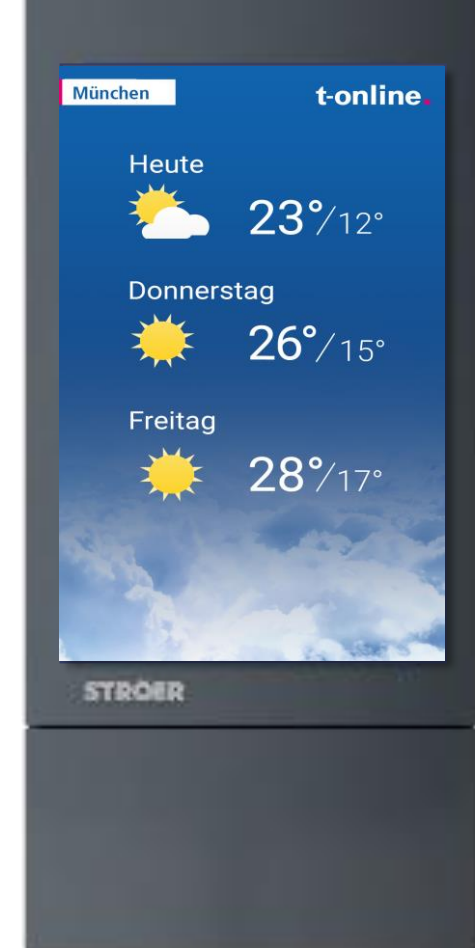 München
t-online.
Heute
23°/12°
Donnerstag
26°/15°
Freitag
28°/17°
STRÖER